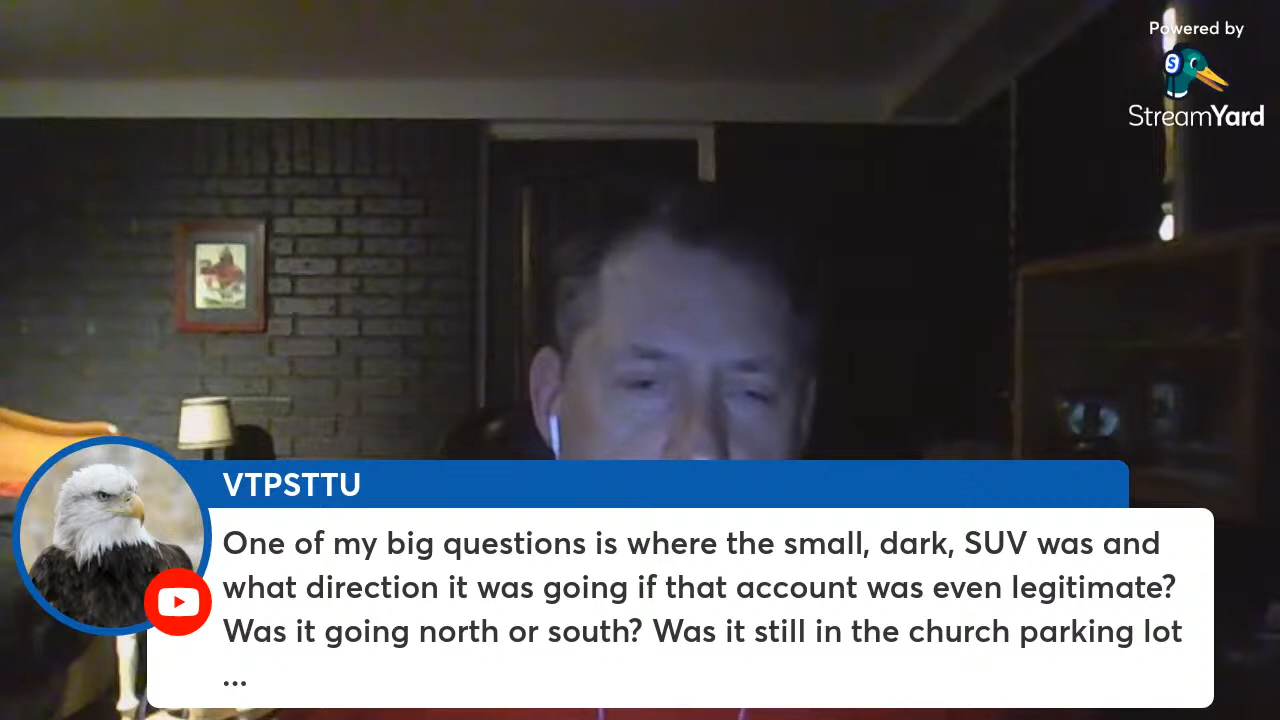 Powered by
S
StreamYard
VTPSTTU
One of my big questions is where the small, dark, SUV was and
what direction it was going if that account was even legitimate?
Was it going north or south? Was it still in the church parking lot
...